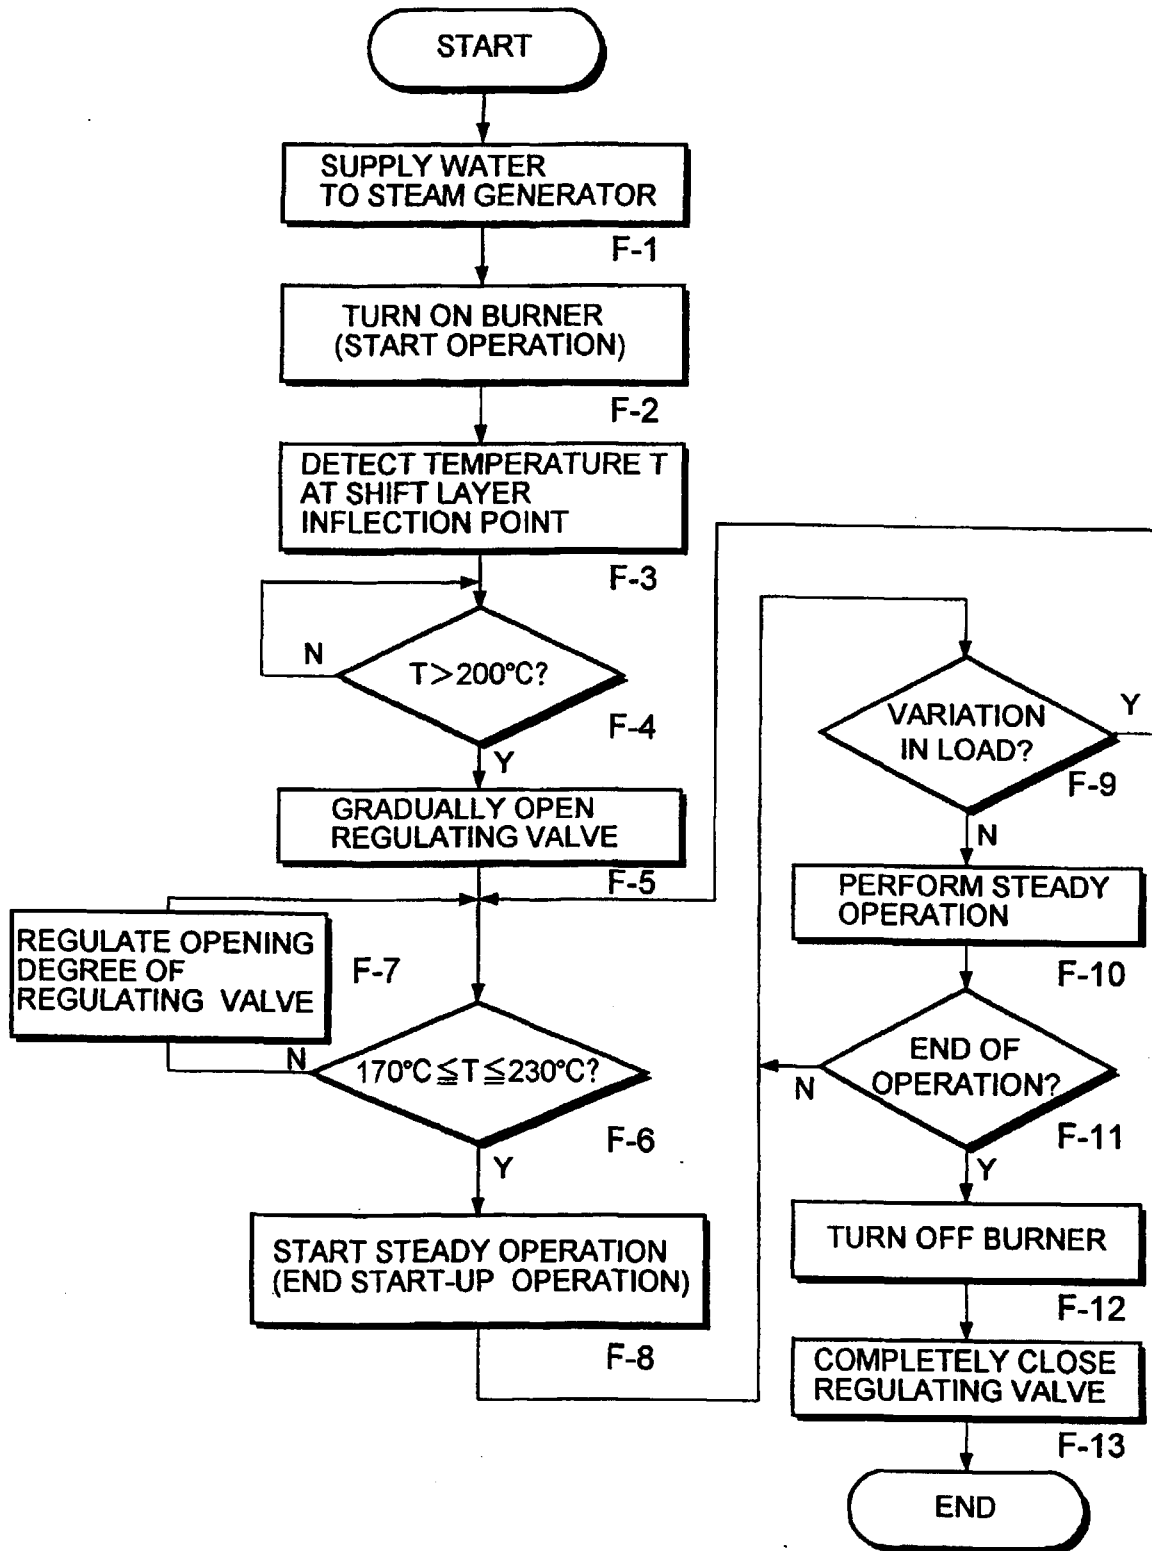 START
SUPPLY WATER
TO STEAM GENERATOR
F-1
TURN ON BURNER
(START OPERATION)
F-2
DETECT TEMPERATURE T
AT SHIFT LAYER
INFLECTION POINT
F-3
N
T>200°C?
F-4
Y
GRADUALLY OPEN
REGULATING VALVE
F-5
REGULATE OPENING
DEGREE OF
REGULATING VALVE
F-7
N
170°C≦T≦230°C?
F-6
Y
START STEADY OPERATION
(END START-UP OPERATION)
F-8
VARIATION
IN LOAD?
Y
F-9
N
PERFORM STEADY
OPERATION
F-10
END OF
OPERATION?
N
F-11
Y
TURN OFF BURNER
F-12
COMPLETELY CLOSE
REGULATING VALVE
F-13
END